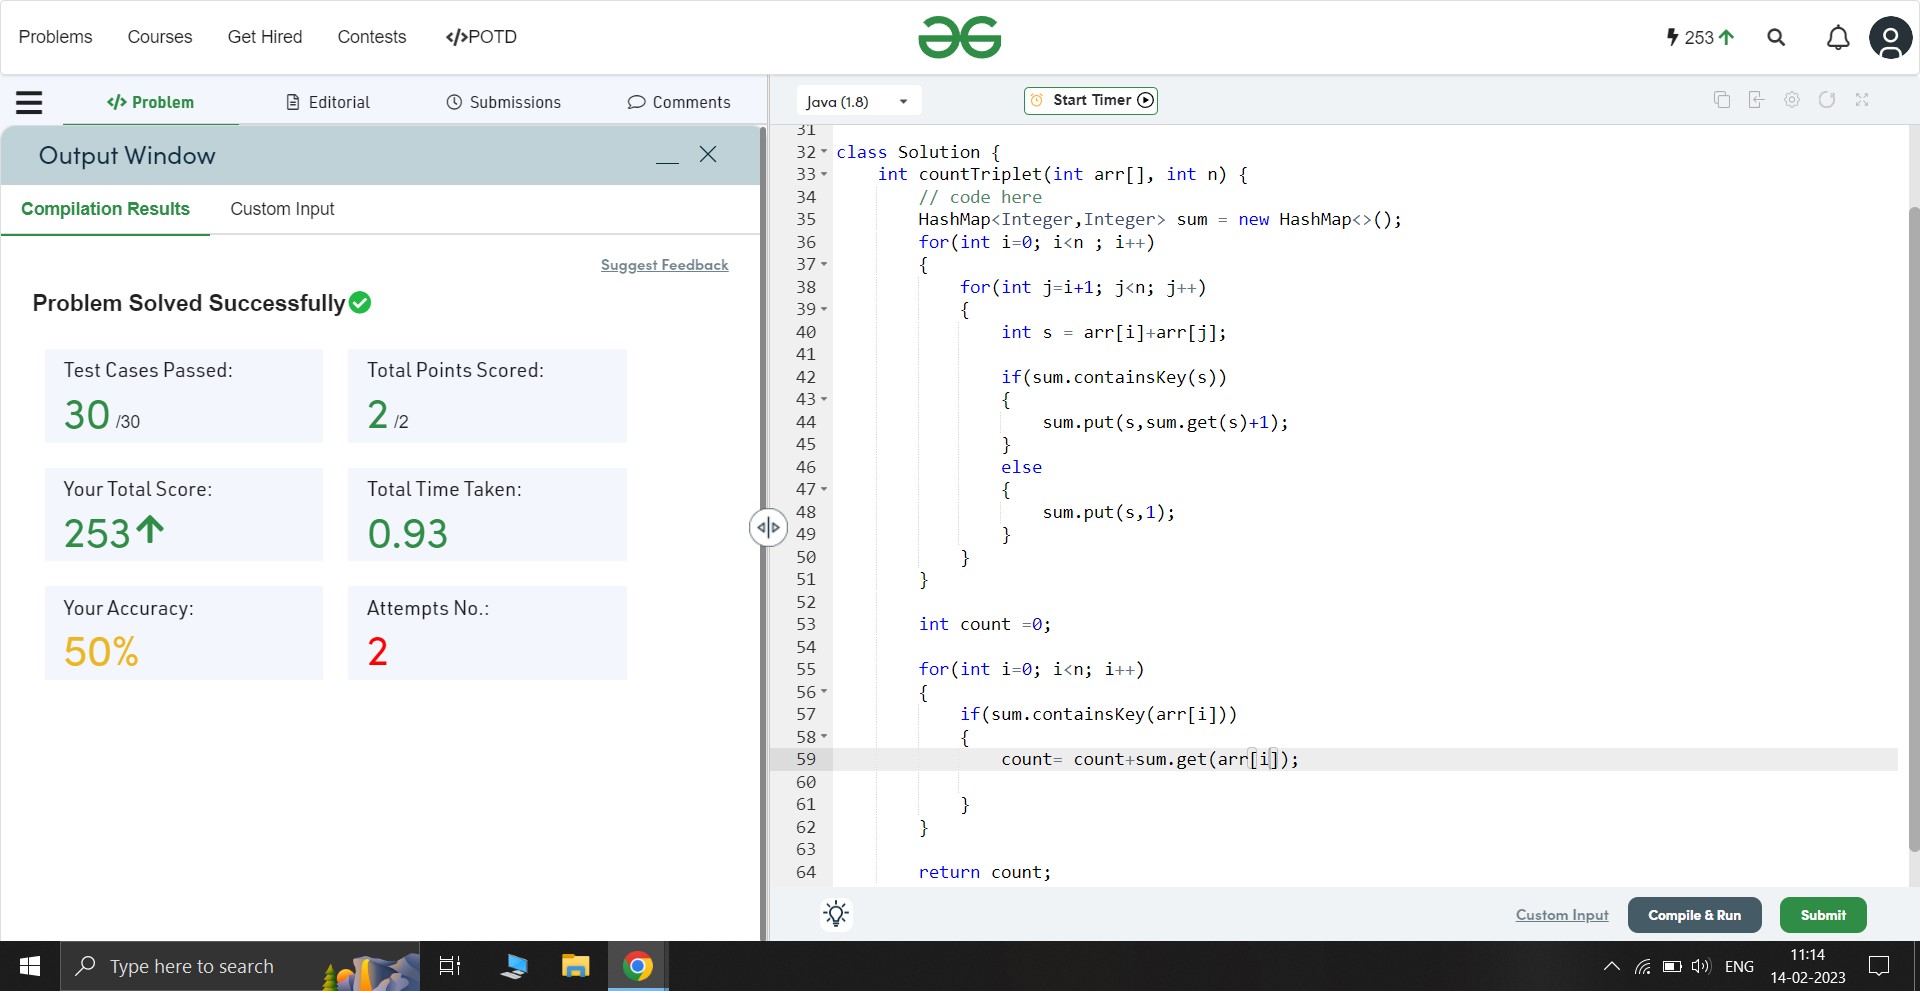 Problems Courses Get Hired Contests </>POTD 253
</> Problem Editorial Submissions Comments
Output Window
Compilation Results Custom Input
Suggest Feedback
Problem Solved Successfully
Test Cases Passed: Total Points Scored:
30 /30 2 /2
Your Total Score: Total Time Taken:
253 0.93
Your Accuracy: Attempts No.:
50% 2
Java (1.8) Start Timer
31
32 class Solution {
33 int countTriplet(int arr[], int n) {
34 // code here
35 HashMap<Integer,Integer> sum = new HashMap<>();
36 for(int i=0; i<n ; i++)
37 {
38 for(int j=i+1; j<n; j++)
39 {
40 int s = arr[i]+arr[j];
41
42 if(sum.containsKey(s))
43 {
44 sum.put(s,sum.get(s)+1);
45 }
46 else
47 {
48 sum.put(s,1);
49 }
50 }
51 }
52
53 int count =0;
54
55 for(int i=0; i<n; i++)
56 {
57 if(sum.containsKey(arr[i]))
58 {
59 count= count+sum.get(arr[i]);
60
61 }
62 }
63
64 return count;
Custom Input Compile & Run Submit
Type here to search ENG 11:14
14-02-2023